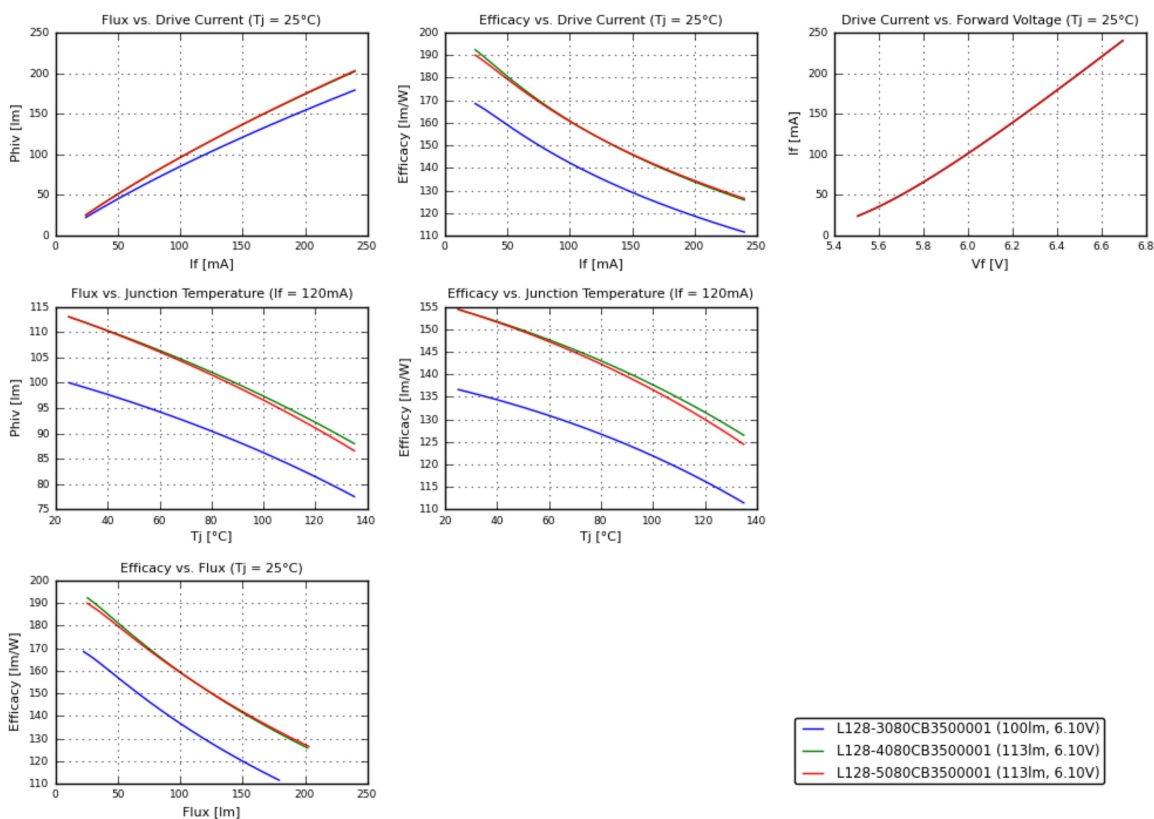 Flux vs. Drive Current (Tj = 25°C)
250
200
150
100
50
0
Phiv [lm]
0 50 100 150 200 250
If [mA]
Efficacy vs. Drive Current (Tj = 25°C)
200
190
180
170
160
150
140
130
120
110
Efficacy [lm/W]
0 50 100 150 200 250
If [mA]
Drive Current vs. Forward Voltage (Tj = 25°C)
250
200
150
100
50
0
If [mA]
5.4 5.6 5.8 6.0 6.2 6.4 6.6 6.8
Vf [V]
Flux vs. Junction Temperature (If = 120mA)
115
110
105
100
95
90
85
80
75
Phiv [lm]
20 40 60 80 100 120 140
Tj [°C]
Efficacy vs. Junction Temperature (If = 120mA)
155
150
145
140
135
130
125
120
115
110
Efficacy [lm/W]
20 40 60 80 100 120 140
Tj [°C]
Efficacy vs. Flux (Tj = 25°C)
200
190
180
170
160
150
140
130
120
110
Efficacy [lm/W]
0 50 100 150 200 250
Flux [lm]
L128-3080CB3500001 (100lm, 6.10V)
L128-4080CB3500001 (113lm, 6.10V)
L128-5080CB3500001 (113lm, 6.10V)